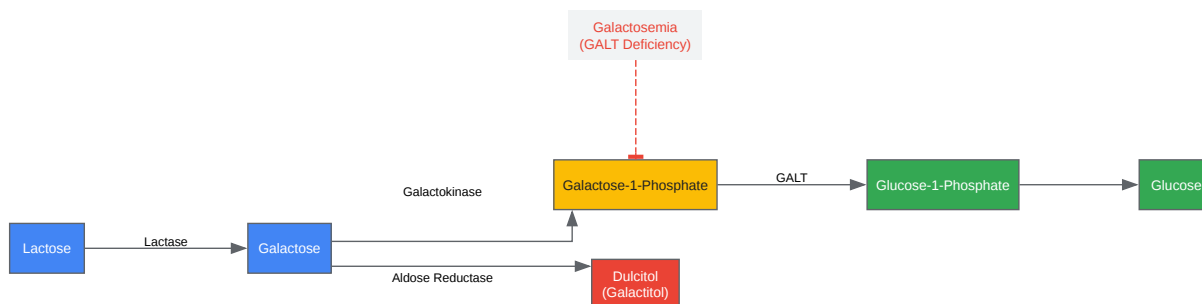 Galactosemia
(GALT Deficiency)
Galactokinase
Galactose-1-Phosphate
GALT
Glucose-1-Phosphate
Glucose
Lactose
Lactase
Galactose
Aldose Reductase
Dulcitol
(Galactitol)